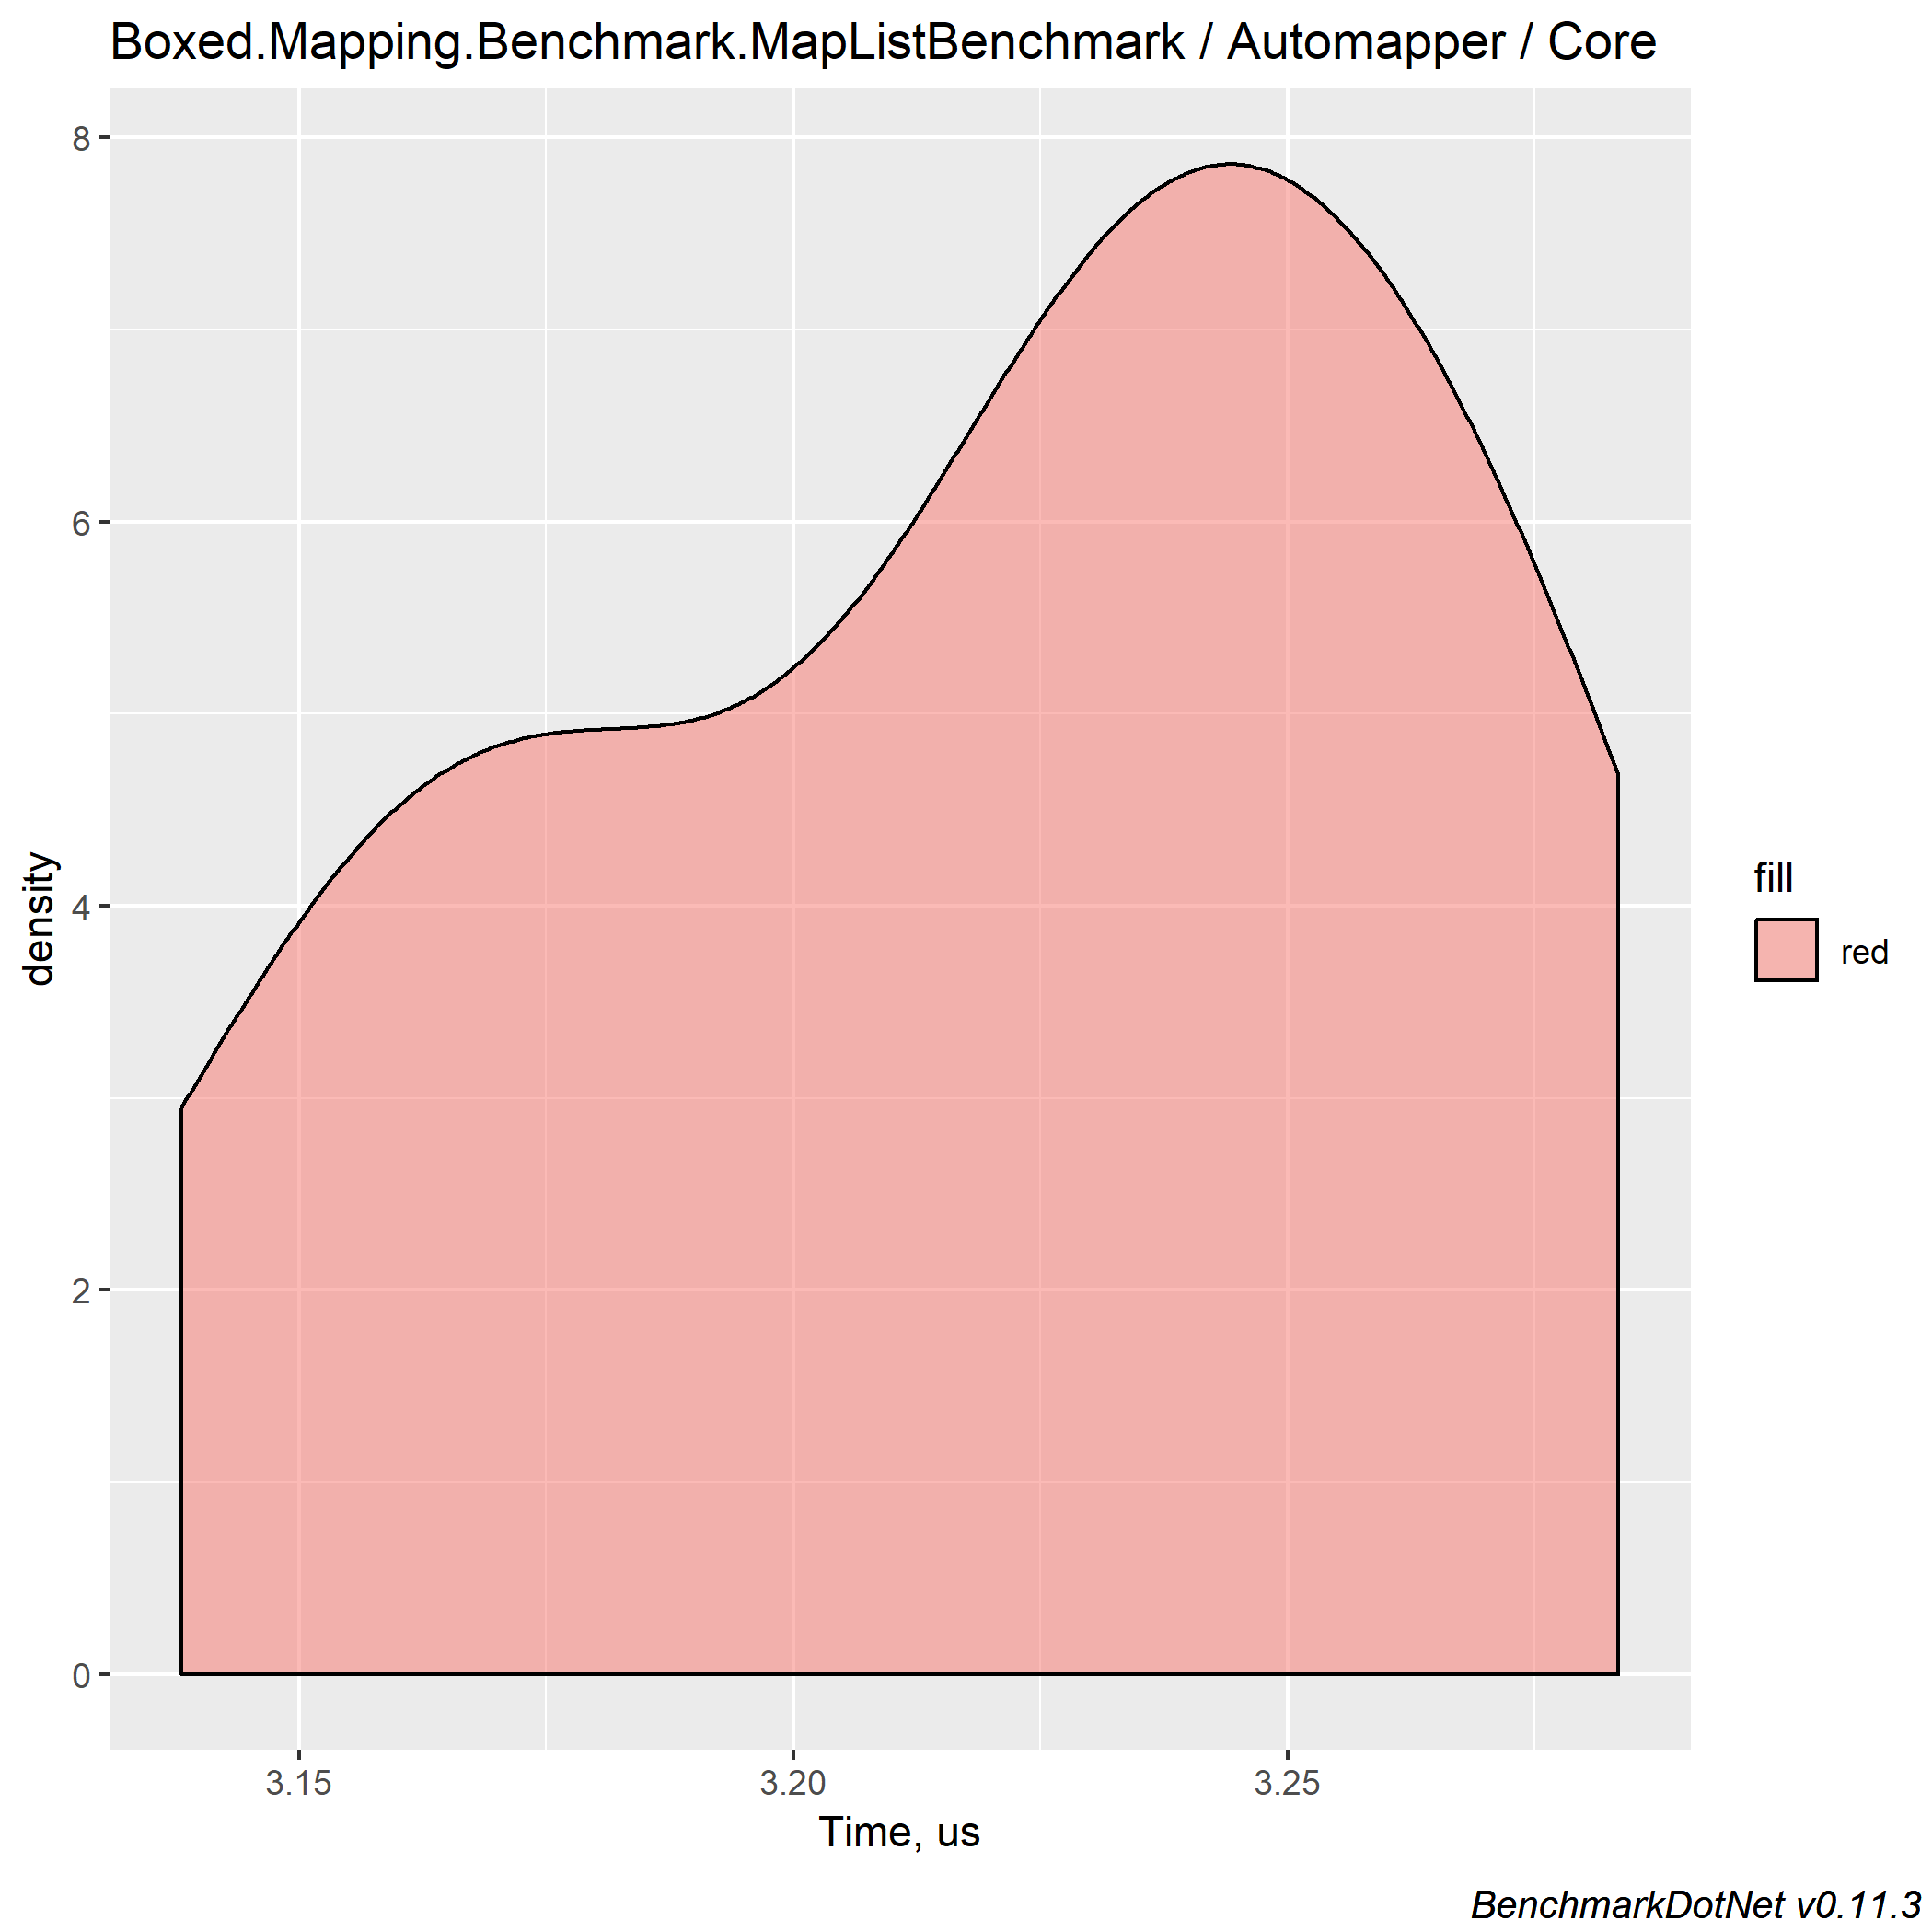 Boxed.Mapping.Benchmark.MapListBenchmark / Automapper / Core
8
6
4
2
0
density
3.15
3.20
3.25
Time, us
fill
red
BenchmarkDotNet v0.11.3